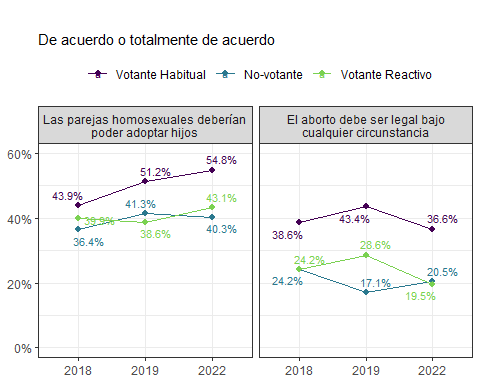 De acuerdo o totalmente de acuerdo
Votante Habitual No-votante Votante Reactivo
Las parejas homosexuales deberían
poder adoptar hijos
El aborto debe ser legal bajo
cualquier circunstancia
60%
40%
20%
0%
43.9%
51.2%
54.8%
39.9%
41.3%
43.1%
36.4%
38.6%
40.3%
38.6%
43.4%
36.6%
24.2%
28.6%
20.5%
24.2%
17.1%
19.5%
2018 2019 2022
2018 2019 2022